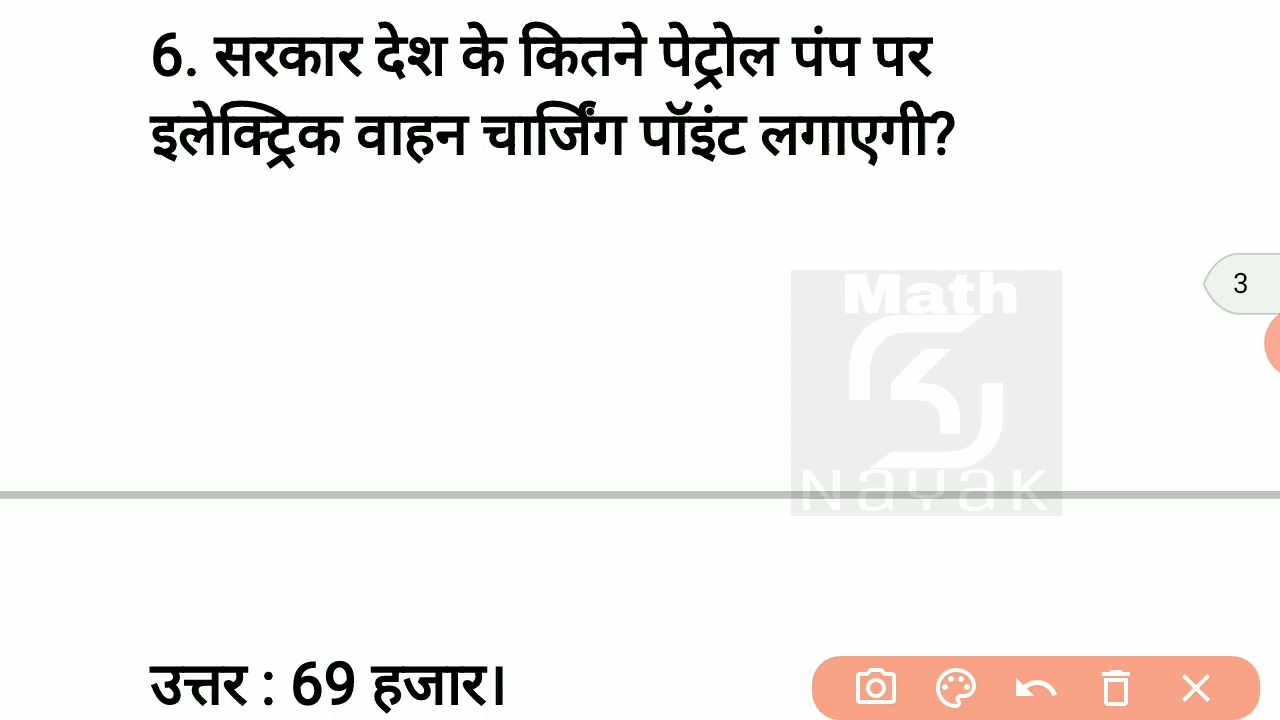 6. सरकार देश के कितने पेट्रोल पंप पर
इलेक्ट्रिक वाहन चार्जिंग पॉइंट लगाएगी?
3
Math
NayaK
उत्तर : 69 हजार।